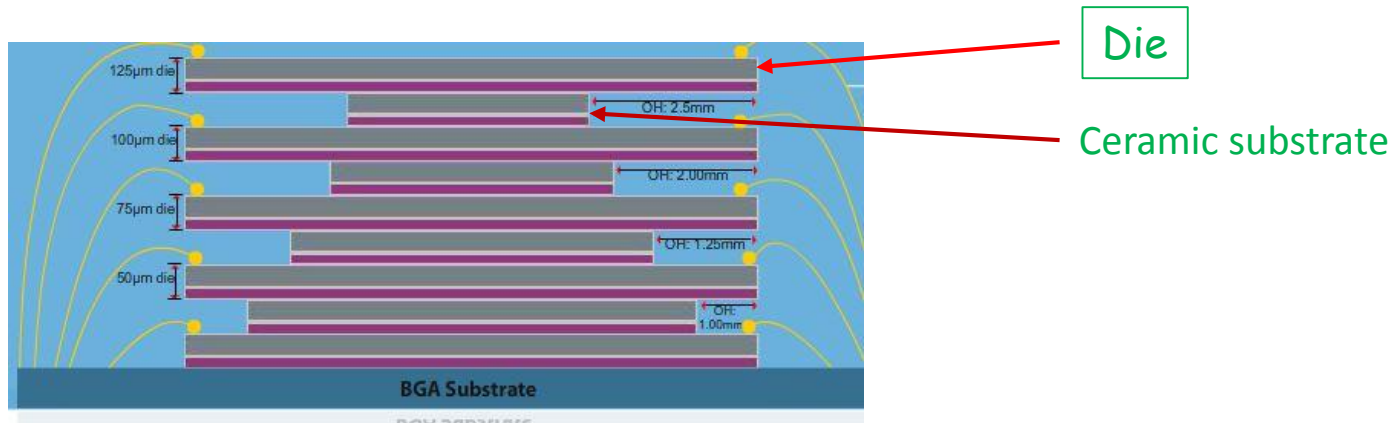 Die
125µm die
OH: 2.5mm
Ceramic substrate
100µm die
OH: 2.00mm
75µm die
OH: 1.25mm
50µm die
OH:
1.00mm
BGA Substrate